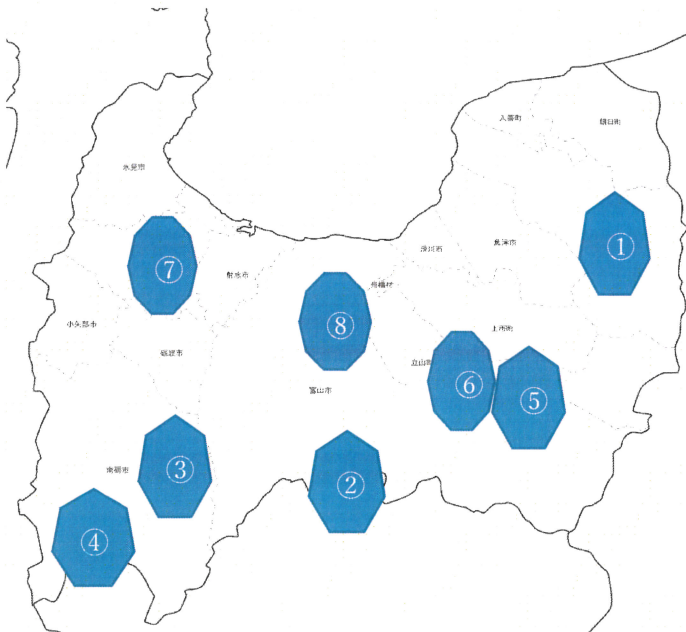 入善町
朝日町
氷見市
①
滑川市
魚津市
⑦
射水市
舟橋村
小矢部市
⑧
上市町
砺波市
立山町
⑥
富山市
⑤
南砺市
③
②
④